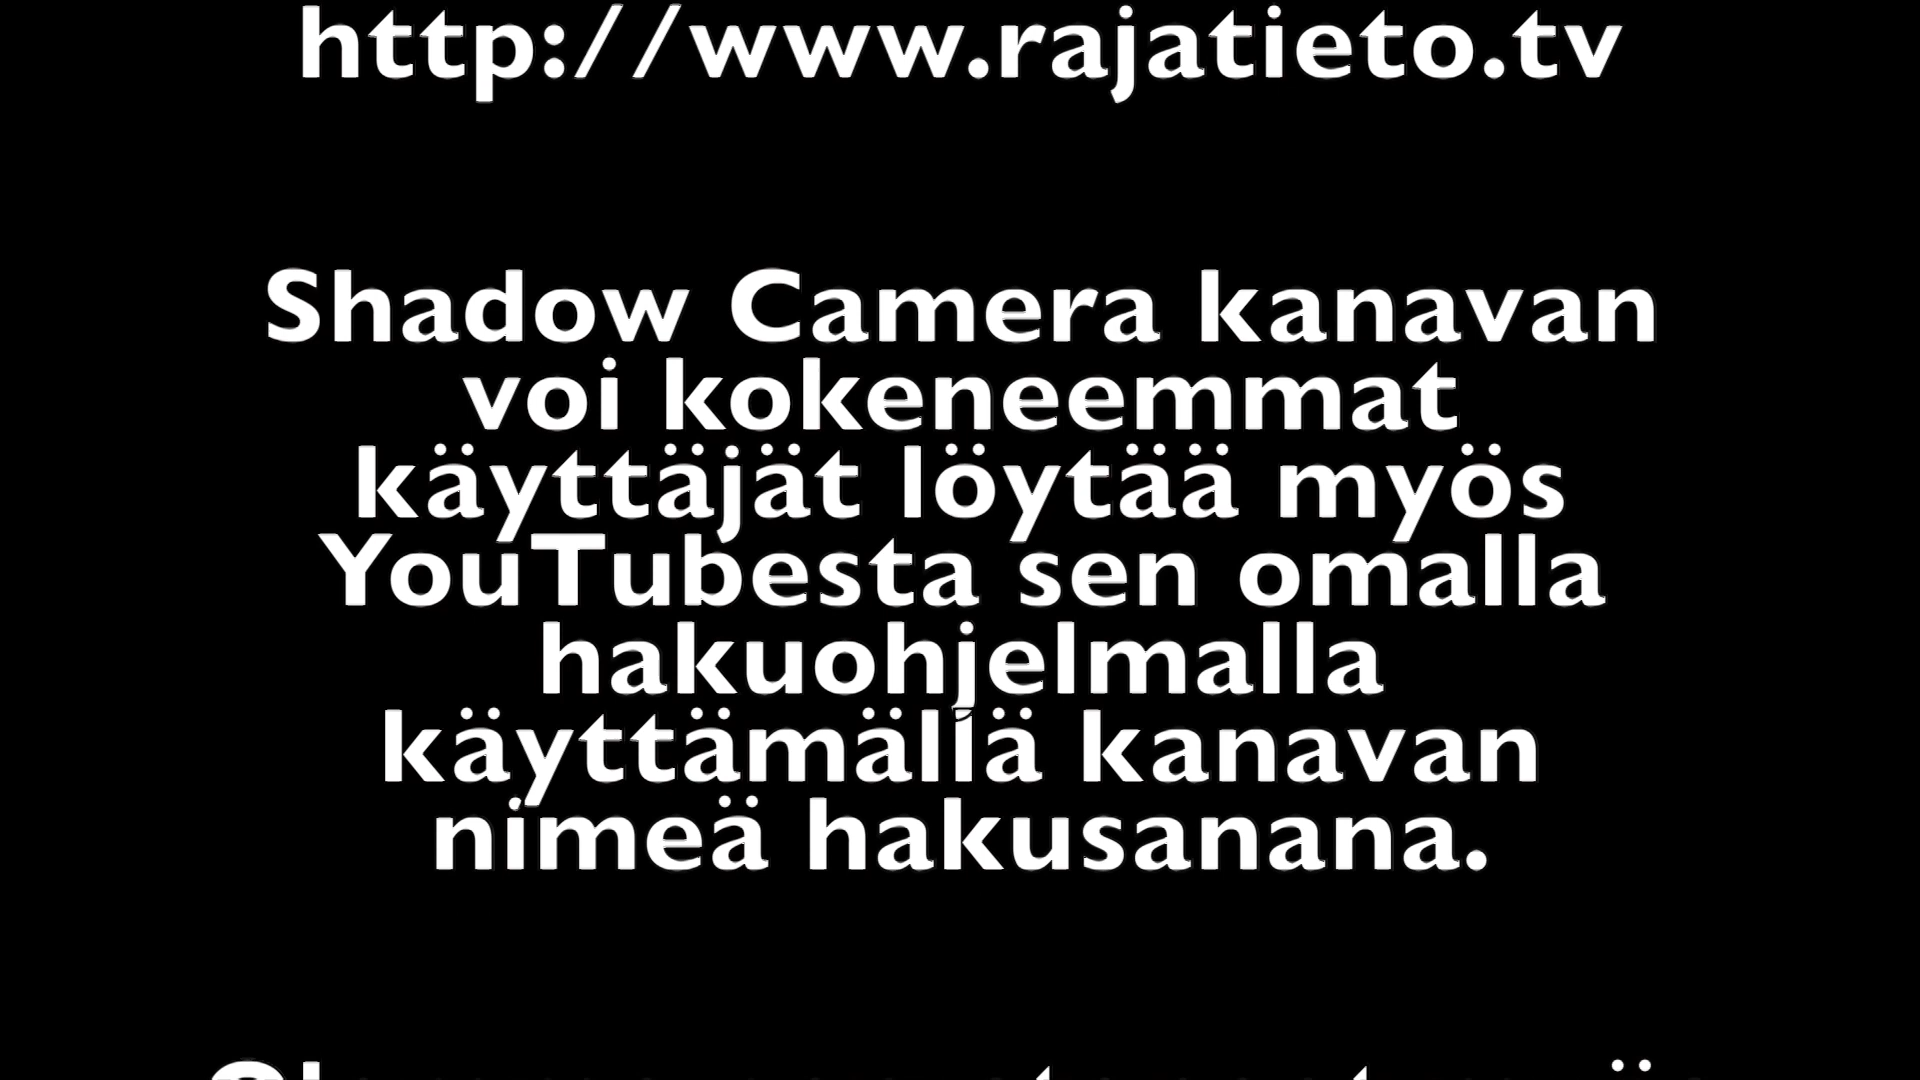 http://www.rajatieto.tv
Shadow Camera kanavan
voi kokeneemmat
käyttäjät löytää myös
YouTubesta sen omalla
hakuohjelmalla
käyttämällä kanavan
nimeä hakusanana.